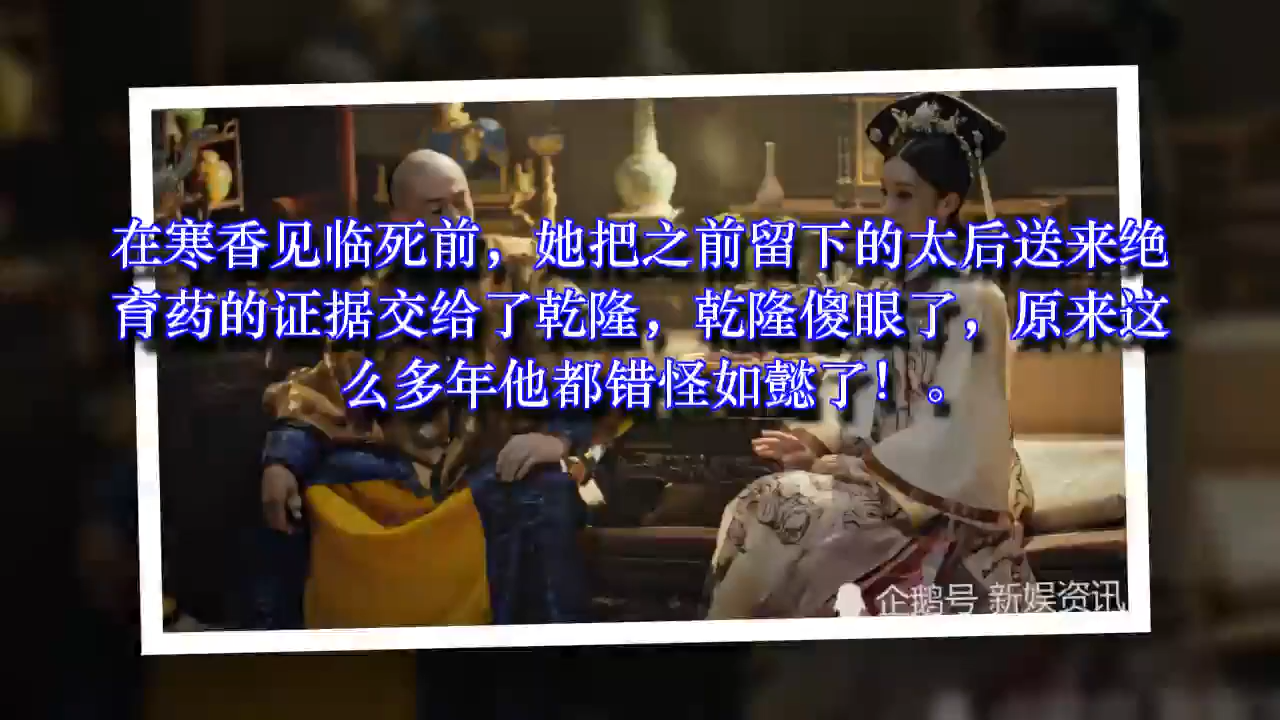 在寒香见临死前，她把之前留下的太后送来绝
育药的证据交给了乾隆，乾隆傻眼了，原来这
么多年他都错怪如懿了！。
企鹅号 新娱资讯